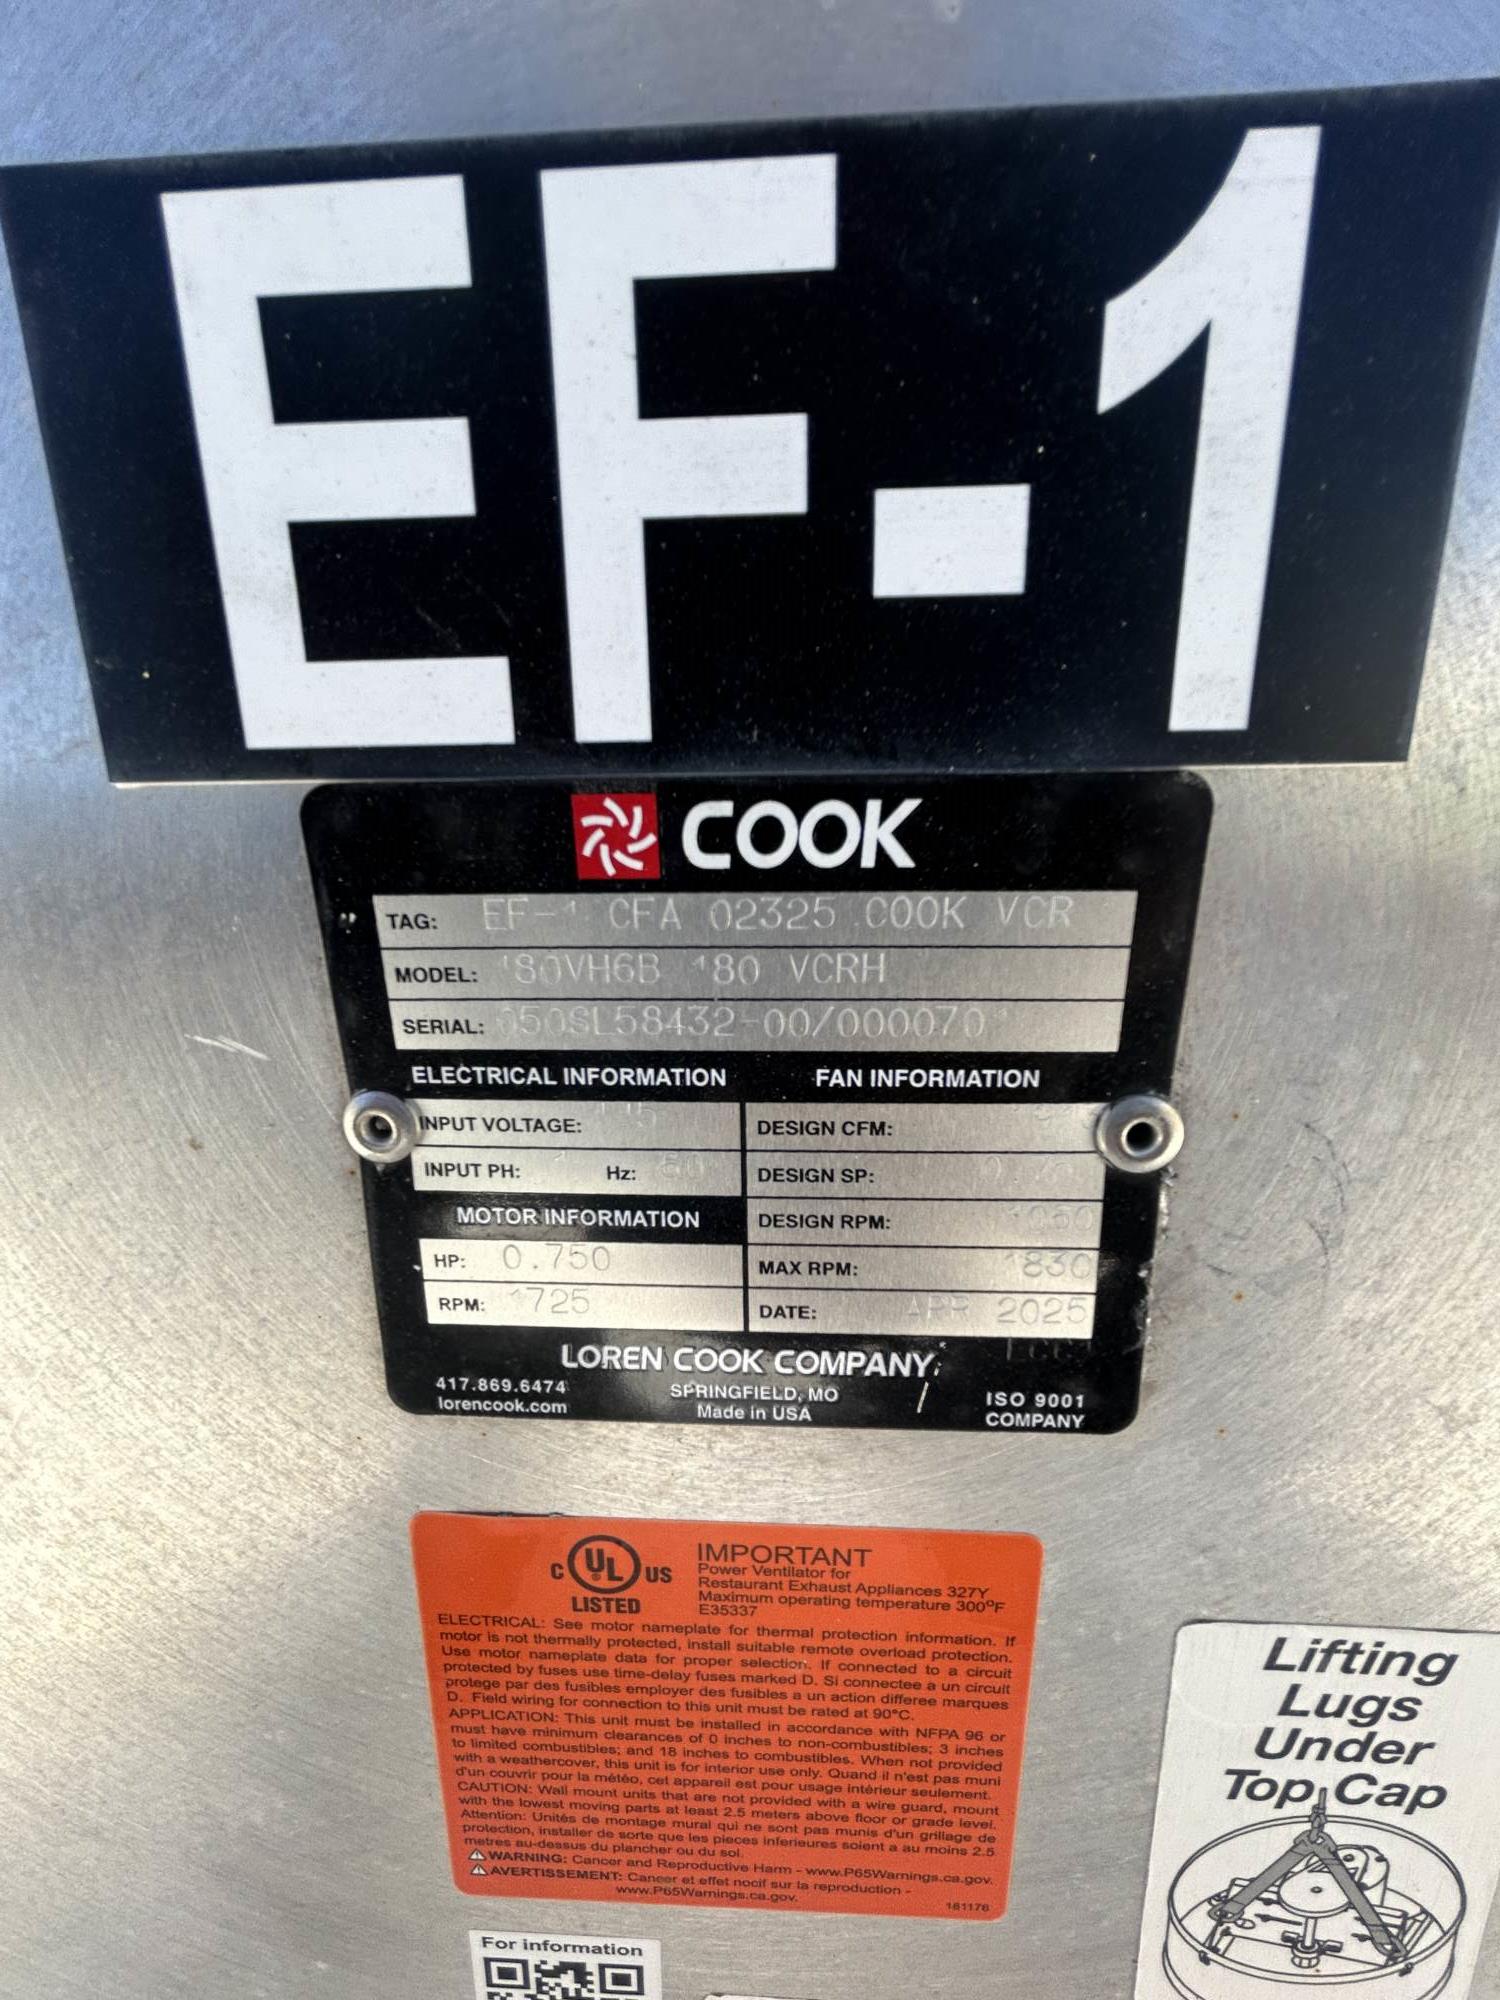 EF-1
COOK
TAG: EF-1 CFA 02325 COOK VCR
MODEL: 180VH6B 180 VCRH
SERIAL: 050SL58432-00/0000701
ELECTRICAL INFORMATION
FAN INFORMATION
INPUT VOLTAGE: 115
DESIGN CFM:
INPUT PH: 1 Hz: 60
DESIGN SP:
MOTOR INFORMATION
DESIGN RPM:
HP: 0.750
MAX RPM: 1830
RPM: 1725
DATE: APR 2025
LOREN COOK COMPANY
417.869.6474
SPRINGFIELD, MO
ISO 9001
lorencook.com
Made in USA
COMPANY
C UL US
LISTED
IMPORTANT
Power Ventilator for
Restaurant Exhaust Appliances 327Y
Maximum operating temperature 300°F
E35337
ELECTRICAL: See motor nameplate for thermal protection information. If
motor is not thermally protected, install suitable remote overload protection.
Use motor nameplate data for proper selection. If connected to a circuit
protected by fuses use time-delay fuses marked D. Si connectee a un circuit
protege par des fusibles employer des fusibles a un action differee marques
D. Field wiring for connection to this unit must be rated at 90°C.
APPLICATION: This unit must be installed in accordance with NFPA 96 or
must have minimum clearances of 0 inches to non-combustibles; 3 inches
to limited combustibles; and 18 inches to combustibles. When not provided
with a weathercover, this unit is for interior use only. Quand il n'est pas muni
d'un couvrir pour la météo, cet appareil est pour usage intérieur seulement.
CAUTION: Wall mount units that are not provided with a wire guard, mount
with the lowest moving parts at least 2.5 meters above floor or grade level.
Attention: Unités de montage mural qui ne sont pas munis d'un grillage de
protection, installer de sorte que les pieces inferieures soient a au moins 2.5
metres au-dessus du plancher ou du sol.
WARNING: Cancer and Reproductive Harm - www.P65Warnings.ca.gov.
AVERTISSEMENT: Cancer et effet nocif sur la reproduction -
www.P65Warnings.ca.gov.
161176
Lifting
Lugs
Under
Top Cap
For information